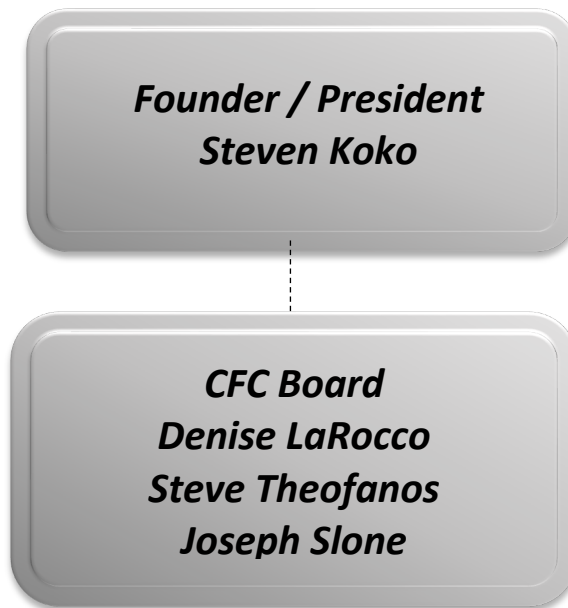 Founder / President
Steven Koko
CFC Board
Denise LaRocco
Steve Theofanos
Joseph Slone